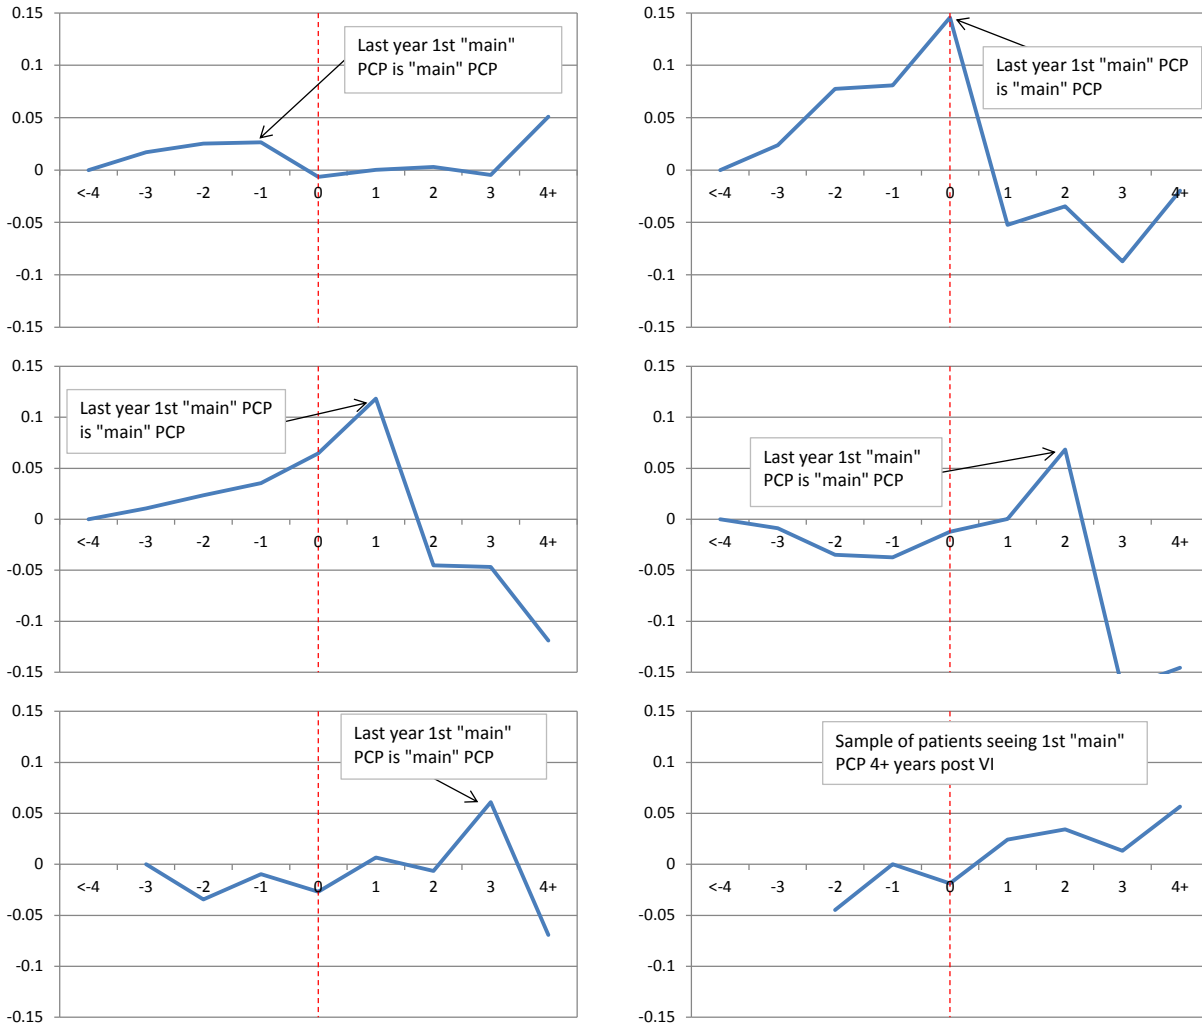 0.15
0.1
0.05
0
-0.05
-0.1
-0.15
<-4 -3 -2 -1 0 1 2 3 4+
Last year 1st "main"
PCP is "main" PCP
0.15
0.1
0.05
0
-0.05
-0.1
-0.15
<-4 -3 -2 -1 0 1 2 3 4+
Last year 1st "main" PCP
is "main" PCP
0.15
0.1
0.05
0
-0.05
-0.1
-0.15
<-4 -3 -2 -1 0 1 2 3 4+
Last year 1st "main" PCP
is "main" PCP
0.15
0.1
0.05
0
-0.05
-0.1
-0.15
<-4 -3 -2 -1 0 1 2 3 4+
Last year 1st "main"
PCP is "main" PCP
0.15
0.1
0.05
0
-0.05
-0.1
-0.15
<-4 -3 -2 -1 0 1 2 3 4+
Last year 1st "main"
PCP is "main" PCP
0.15
0.1
0.05
0
-0.05
-0.1
-0.15
<-4 -3 -2 -1 0 1 2 3 4+
Sample of patients seeing 1st "main"
PCP 4+ years post VI